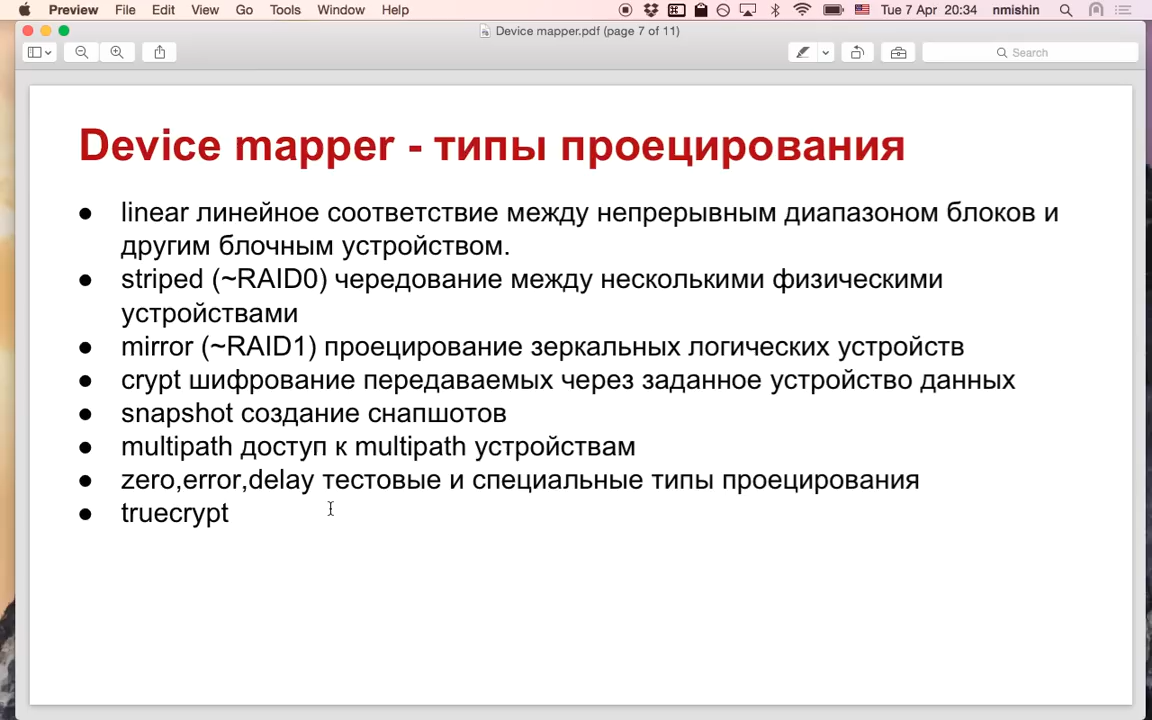 Preview File Edit View Go Tools Window Help Tue 7 Apr 20:34 nmishin
Device mapper.pdf (page 7 of 11)
Search
Device mapper - типы проецирования
● linear линейное соответствие между непрерывным диапазоном блоков и
другим блочным устройством.
● striped (~RAID0) чередование между несколькими физическими
устройствами
● mirror (~RAID1) проецирование зеркальных логических устройств
● crypt шифрование передаваемых через заданное устройство данных
● snapshot создание снапшотов
● multipath доступ к multipath устройствам
● zero,error,delay тестовые и специальные типы проецирования
● truecrypt